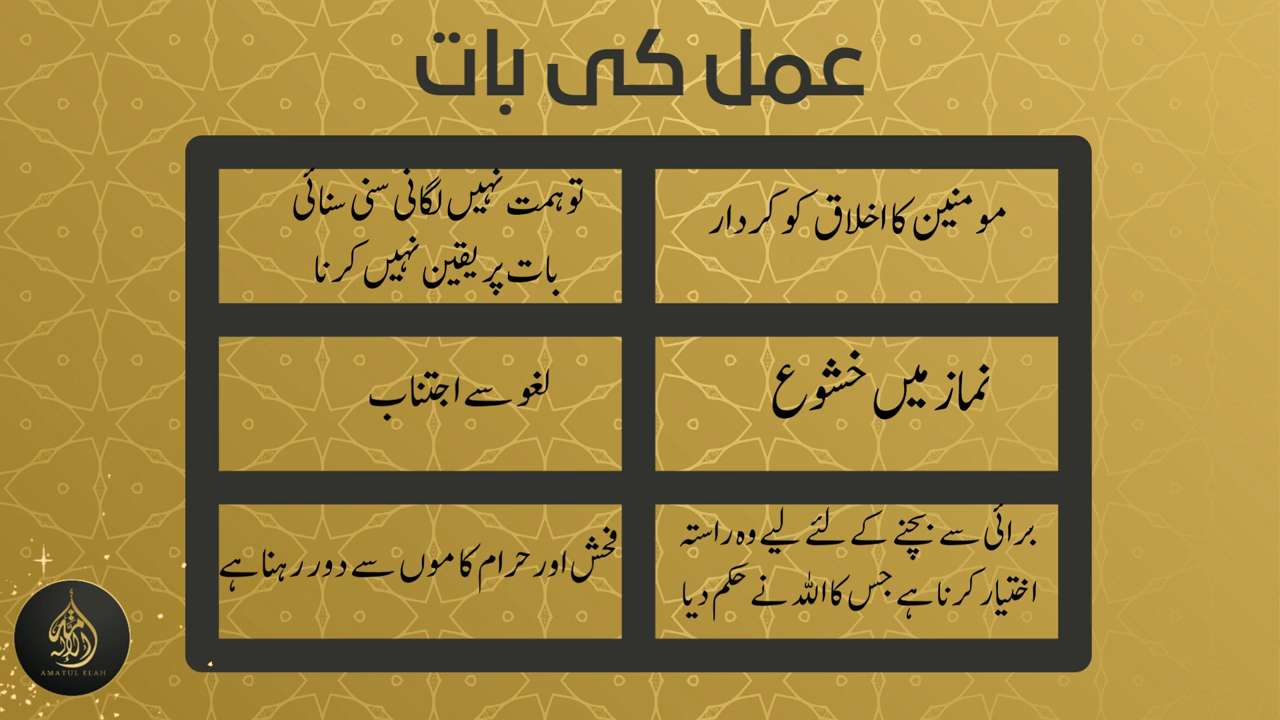 عمل کی بات
مومنین کا اخلاق کو کردار
توہمت نہیں لگانی سنی سنائی
بات پر یقین نہیں کرنا
نماز میں خشوع
لغو سے اجتناب
برائی سے بچنے کے لئے لیے وہ راستہ
اختیار کرنا ہے جس کا اللہ نے حکم دیا
فحش اور حرام کاموں سے دور رہنا ہے
AMATUL ELAH